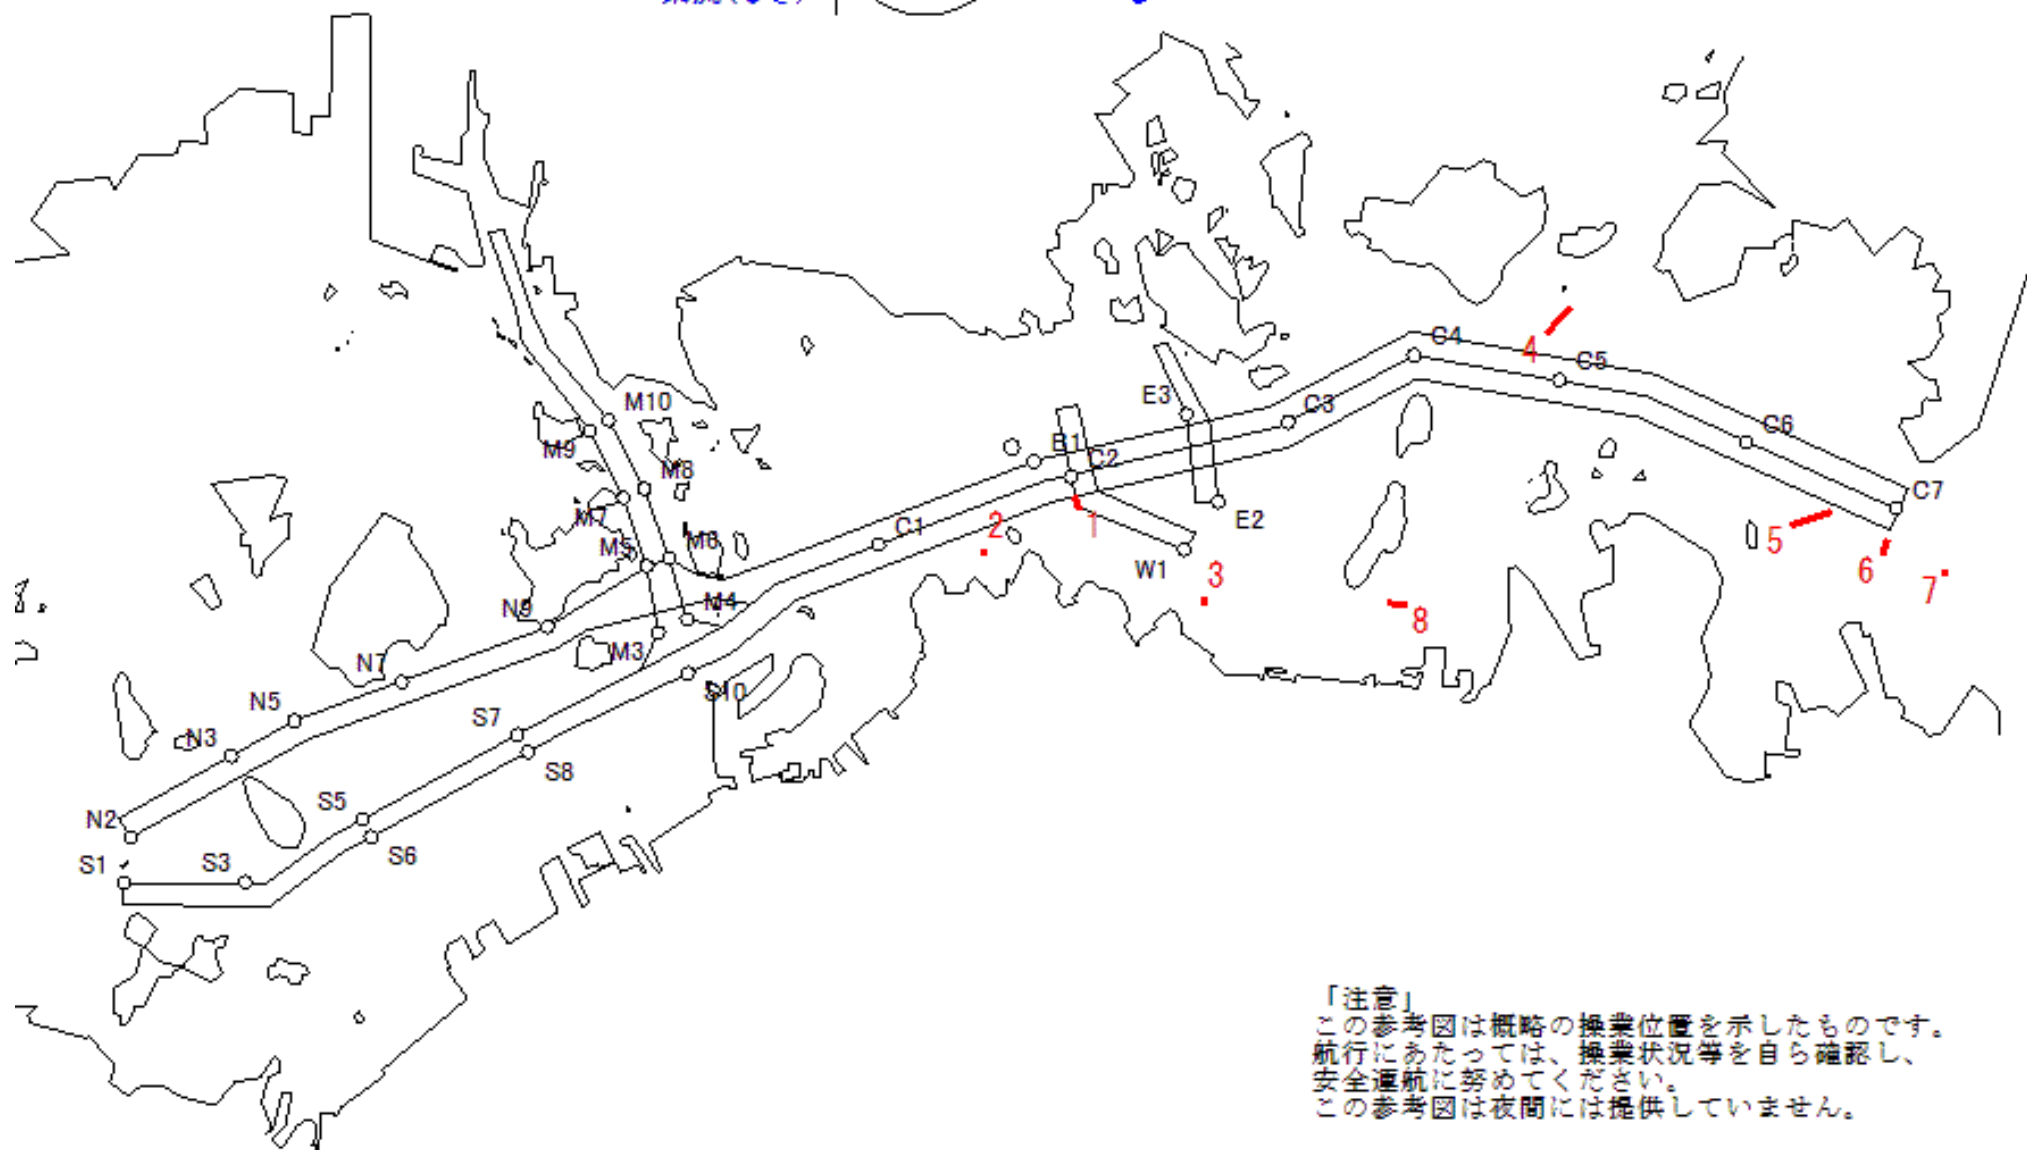 C4
C5
4
M10
E3
C3
C6
M9
B1
C2
M8
C7
M7
C1
2
1
E2
5
M5
M6
W1
3
6
7
N9
M4
8
M3
N7
S10
N5
S7
N3
S8
S5
N2
S6
S1
S3
「注意」
この参考図は概略の操業位置を示したものです。
航行にあたっては、操業状況等を自ら確認し、
安全運航に努めてください。
この参考図は夜間には提供していません。